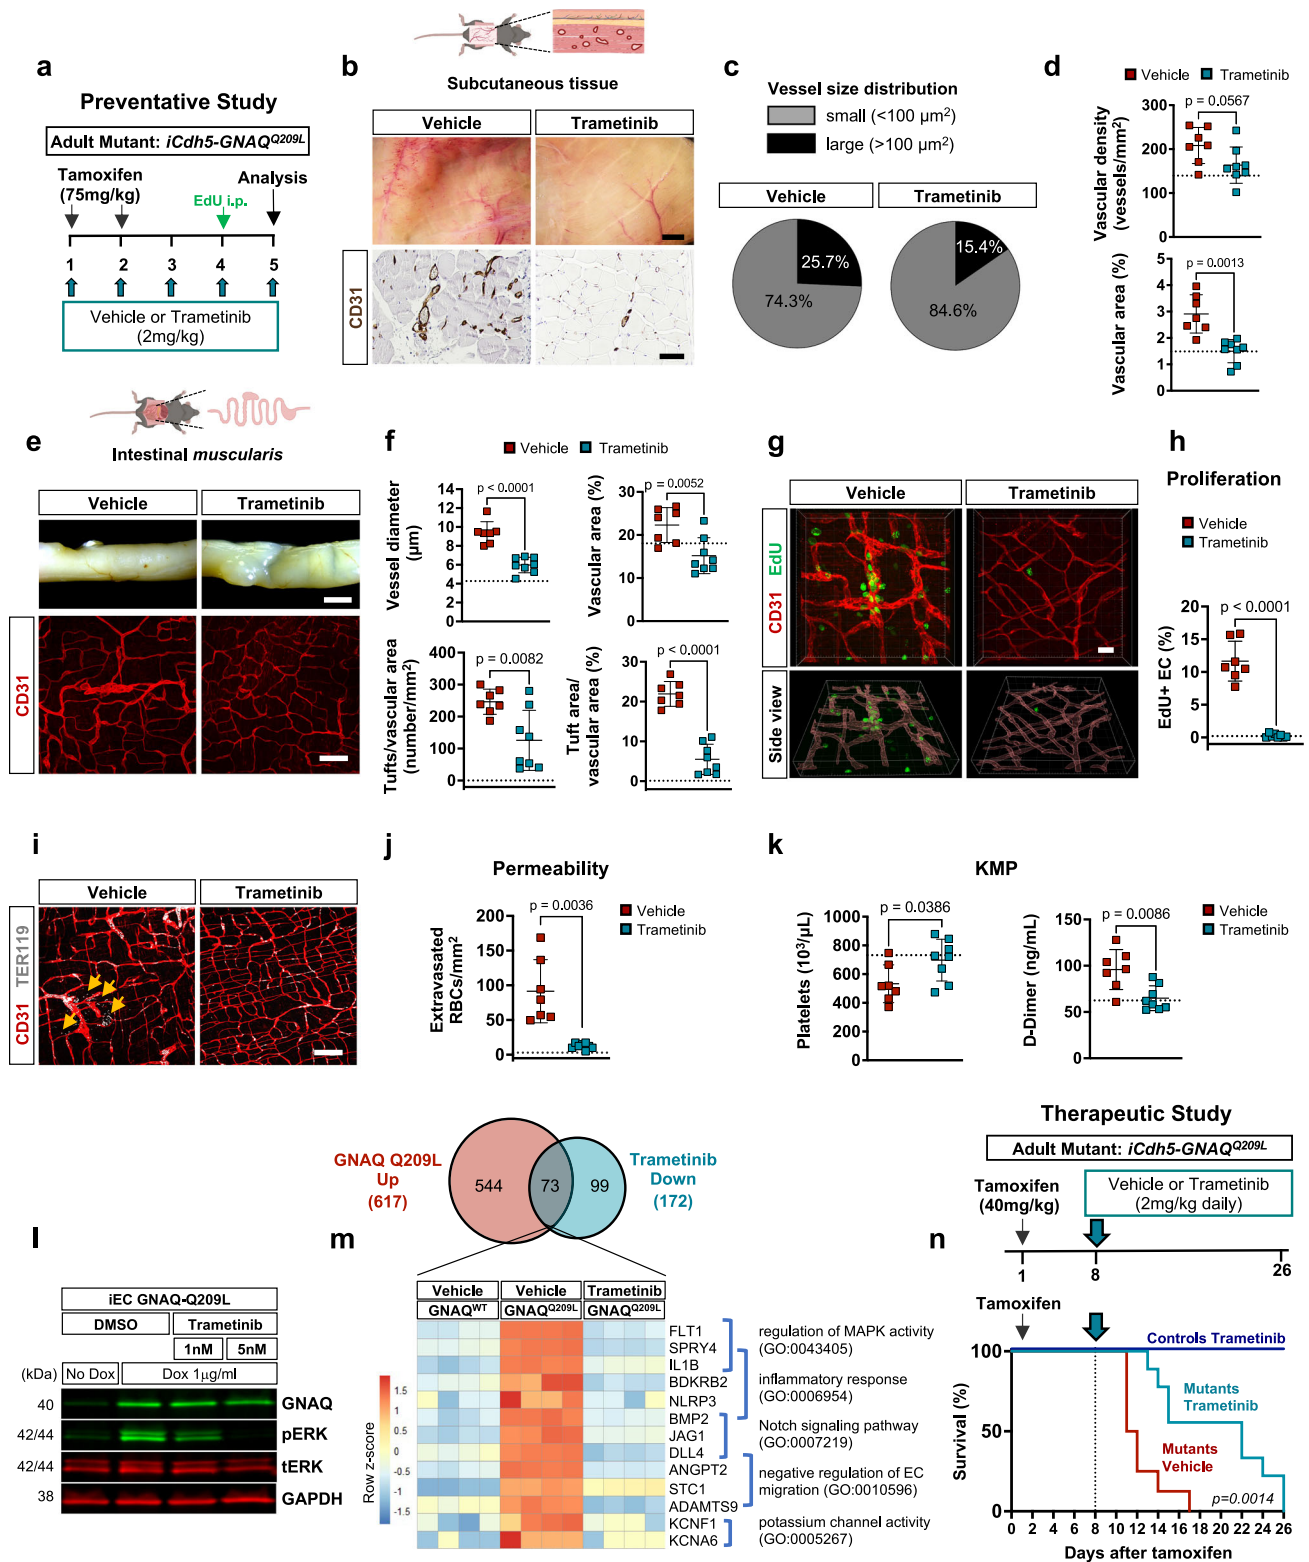 a
Preventative Study
Adult Mutant: iCdh5-GNAQ^Q209L
Tamoxifen
(75mg/kg)
Analysis
EdU i.p.
1 2 3 4 5
Vehicle or Trametinib
(2mg/kg)
b
Subcutaneous tissue
Vehicle Trametinib
CD31
c
Vessel size distribution
small (<100 µm²)
large (>100 µm²)
Vehicle Trametinib
25.7%
74.3%
15.4%
84.6%
d
Vehicle Trametinib
p = 0.0567
Vascular density
(vessels/mm²)
300
200
100
0
p = 0.0013
Vascular area (%)
5
4
3
2
1
0
e
Intestinal muscularis
Vehicle Trametinib
CD31
f
Vehicle Trametinib
p < 0.0001
Vessel diameter
(µm)
14
12
10
8
6
4
2
0
p = 0.0052
Vascular area (%)
30
20
10
0
p = 0.0082
Tufts/vascular area
(number/mm²)
400
300
200
100
0
p < 0.0001
Tuft area/
vascular area (%)
30
20
10
0
g
Vehicle Trametinib
CD31 EdU
Side view
h
Proliferation
Vehicle
Trametinib
p < 0.0001
EdU+ EC (%)
20
15
10
5
0
i
Vehicle Trametinib
CD31 TER119
j
Permeability
Vehicle
Trametinib
p = 0.0036
Extravasated
RBCs/mm²
200
150
100
50
0
k
KMP
p = 0.0386
Platelets (10³/µL)
1000
800
600
400
200
0
p = 0.0086
D-Dimer (ng/mL)
150
100
50
0
Vehicle
Trametinib
l
iEC GNAQ-Q209L
DMSO Trametinib
1nM 5nM
(kDa) No Dox Dox 1µg/ml
40 GNAQ
42/44 pERK
42/44 tERK
38 GAPDH
m
GNAQ Q209L
Up
(617)
544 73 99
Trametinib
Down
(172)
Vehicle Vehicle Trametinib
GNAQ^WT GNAQ^Q209L GNAQ^Q209L
FLT1
SPRY4
IL1B
BDKRB2
NLRP3
BMP2
JAG1
DLL4
ANGPT2
STC1
ADAMTS9
KCNF1
KCNA6
regulation of MAPK activity
(GO:0043405)
inflammatory response
(GO:0006954)
Notch signaling pathway
(GO:0007219)
negative regulation of EC
migration (GO:0010596)
potassium channel activity
(GO:0005267)
Row z-score
1.5
1
0.5
0
-0.5
-1
-1.5
n
Therapeutic Study
Adult Mutant: iCdh5-GNAQ^Q209L
Tamoxifen
(40mg/kg)
Vehicle or Trametinib
(2mg/kg daily)
1 8 26
Tamoxifen
Controls Trametinib
Mutants
Trametinib
Mutants
Vehicle
p=0.0014
Survival (%)
100
50
0
0 2 4 6 8 10 12 14 16 18 20 22 24 26
Days after tamoxifen